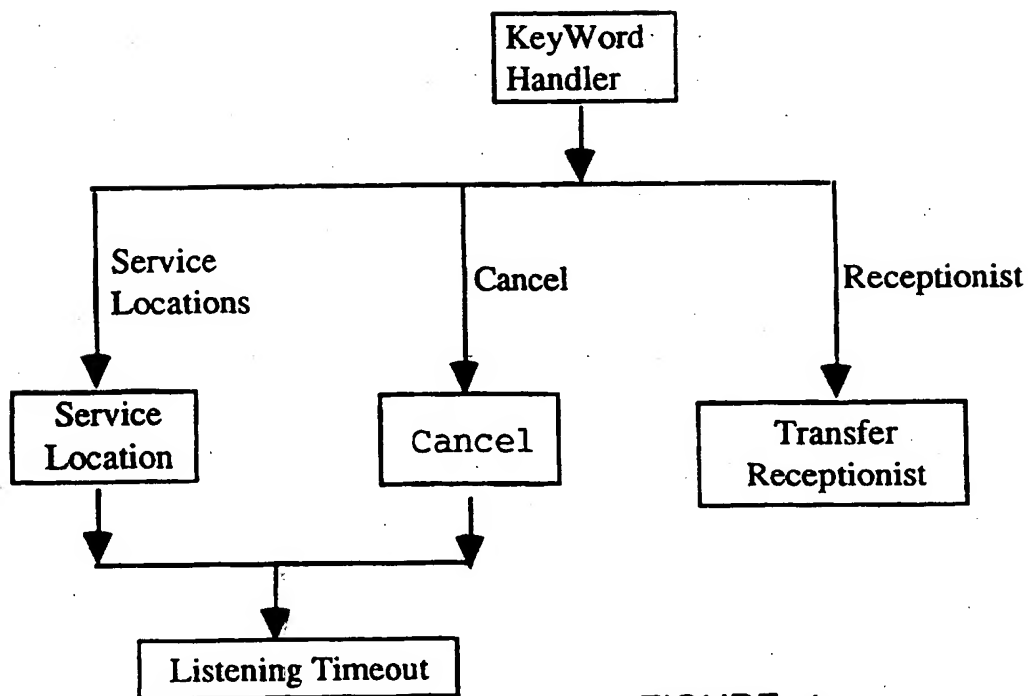 KeyWord
Handler
Service
Locations
Cancel
Receptionist
Service
Location
Cancel
Transfer
Receptionist
Listening Timeout